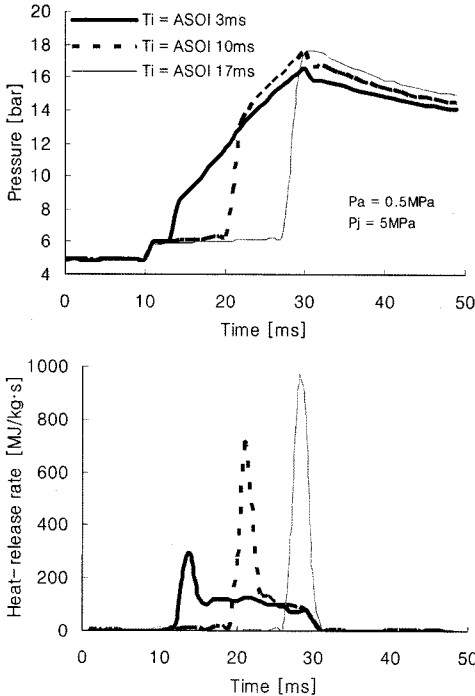 Ti = ASOI 3ms
Ti = ASOI 10ms
Ti = ASOI 17ms
20
18
16
14
12
10
8
6
4
Pressure [bar]
Pa = 0.5MPa
Pj = 5MPa
0 10 20 30 40 50
Time [ms]
1000
800
600
400
200
0
Heat-release rate [MJ/kg·s]
0 10 20 30 40 50
Time [ms]